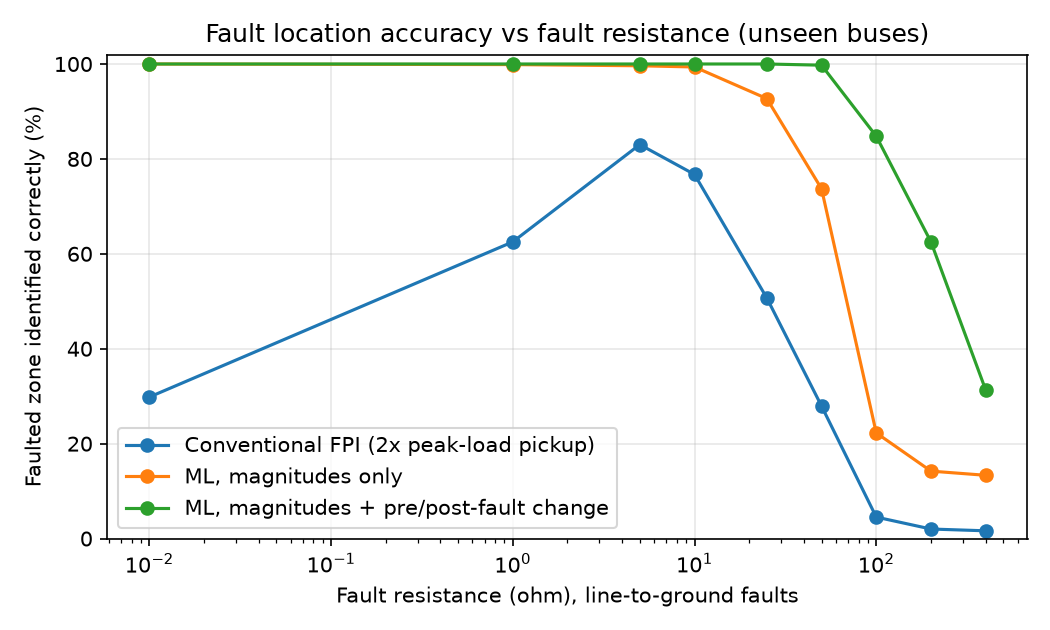 Fault location accuracy vs fault resistance (unseen buses)
Faulted zone identified correctly (%)
100
80
60
40
20
0
Conventional FPI (2x peak-load pickup)
ML, magnitudes only
ML, magnitudes + pre/post-fault change
10⁻² 10⁻¹ 10⁰ 10¹ 10²
Fault resistance (ohm), line-to-ground faults